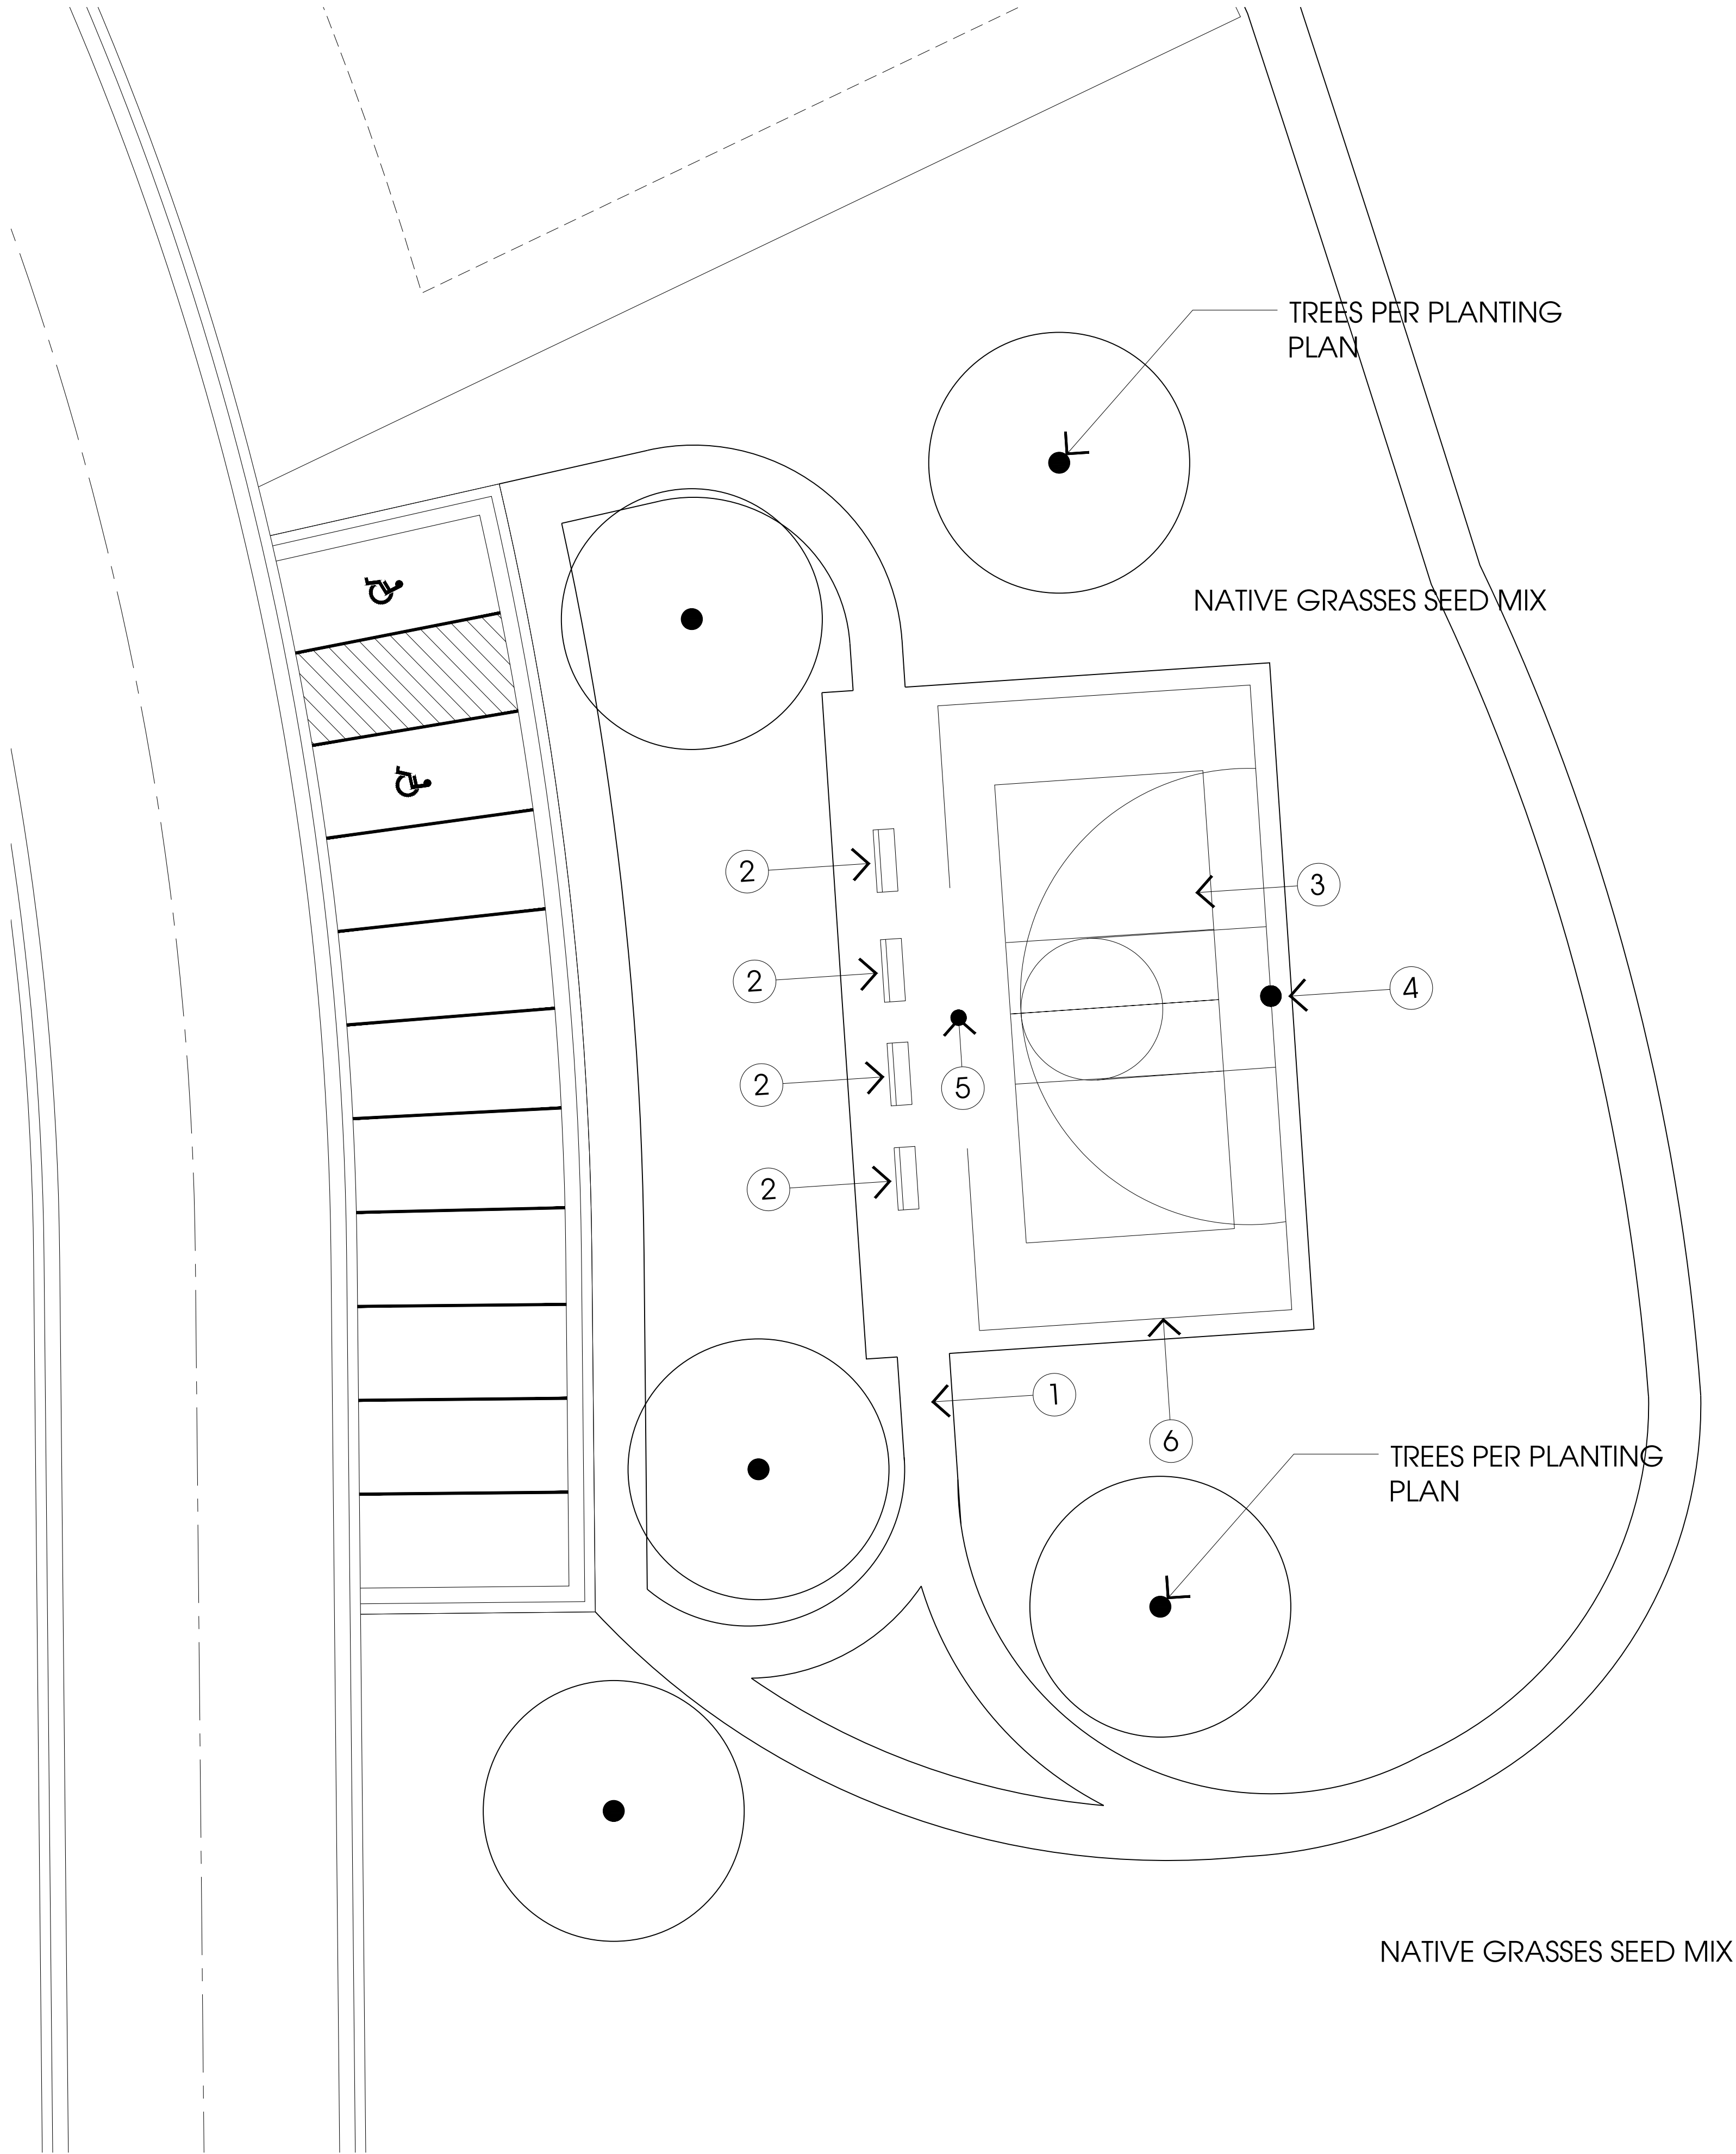 TREES PER PLANTING
PLAN
NATIVE GRASSES SEED MIX
2
3
2
4
5
2
2
1
6
TREES PER PLANTING
PLAN
NATIVE GRASSES SEED MIX